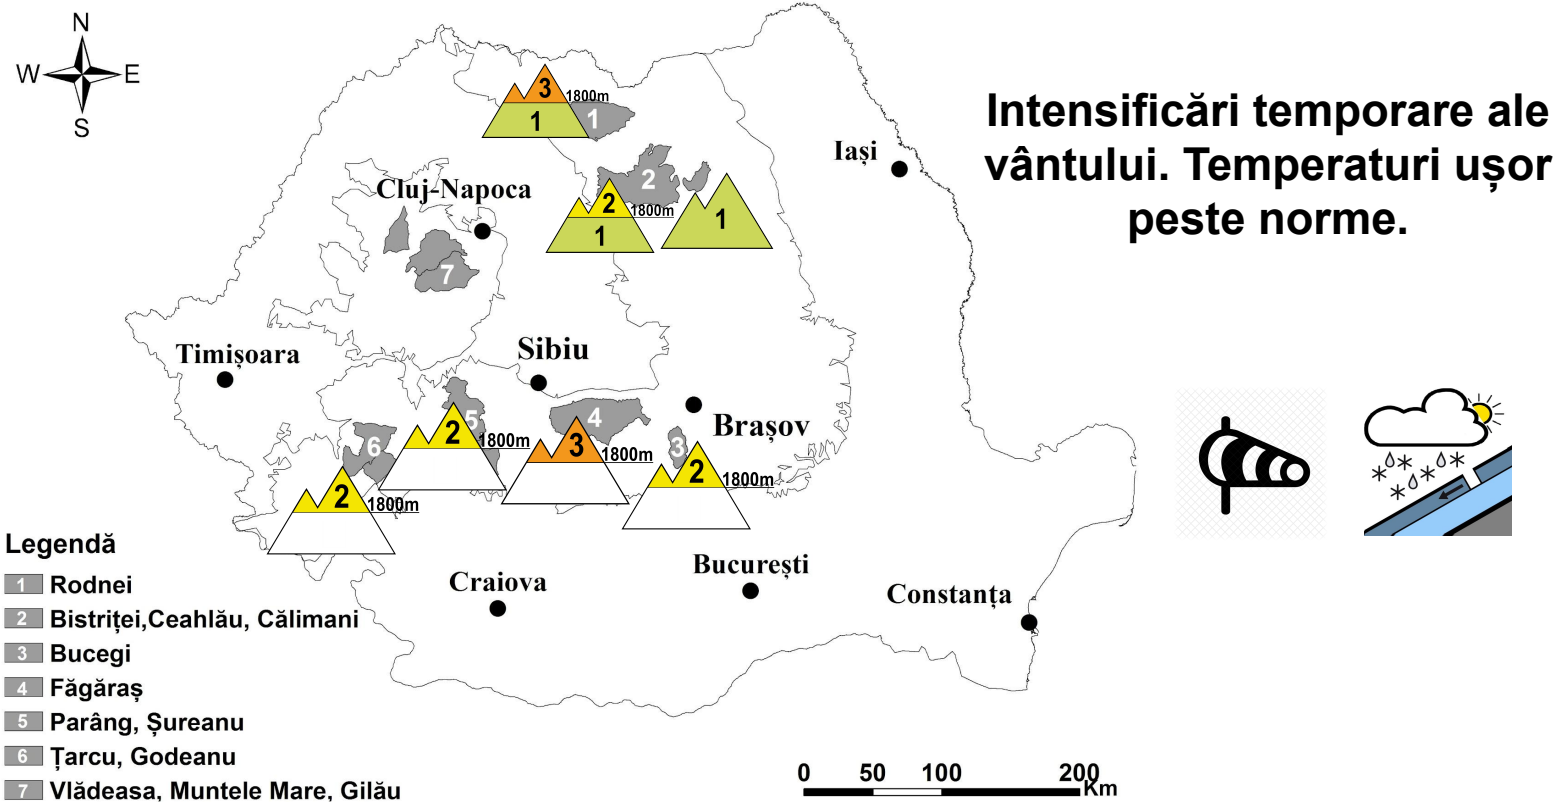 N
W E
S
Intensificări temporare ale
vântului. Temperaturi ușor
peste norme.
3
1800m
1
1
Iași
Cluj-Napoca
2
2
1800m
1
1
7
Timișoara
Sibiu
Brașov
5
2
1800m
4
3
1800m
3
2
1800m
6
2
1800m
Craiova
București
Constanța
Legendă
1 Rodnei
2 Bistriței,Ceahlău, Călimani
3 Bucegi
4 Făgăraș
5 Parâng, Șureanu
6 Țarcu, Godeanu
7 Vlădeasa, Muntele Mare, Gilău
0 50 100 200
Km